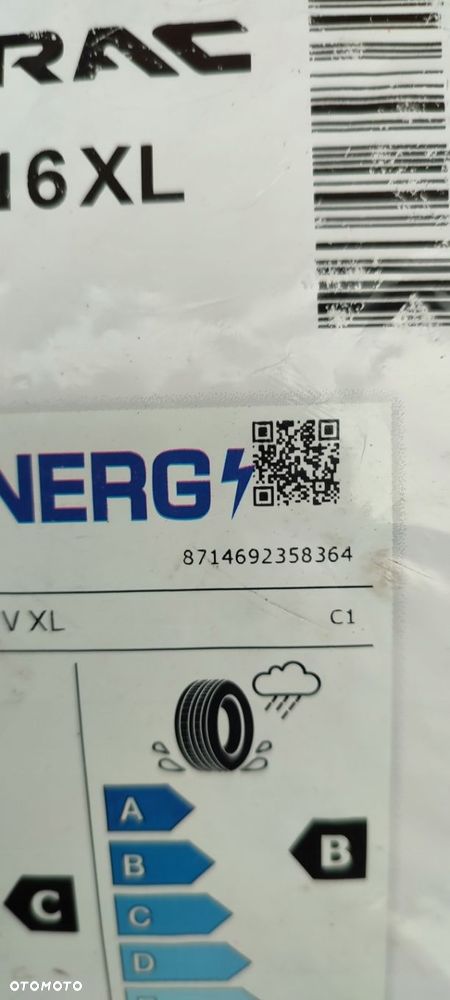 RAC
16XL
NERG
8714692358364
V XL
C1
A
B
B
C
C
D
OTOMOTO